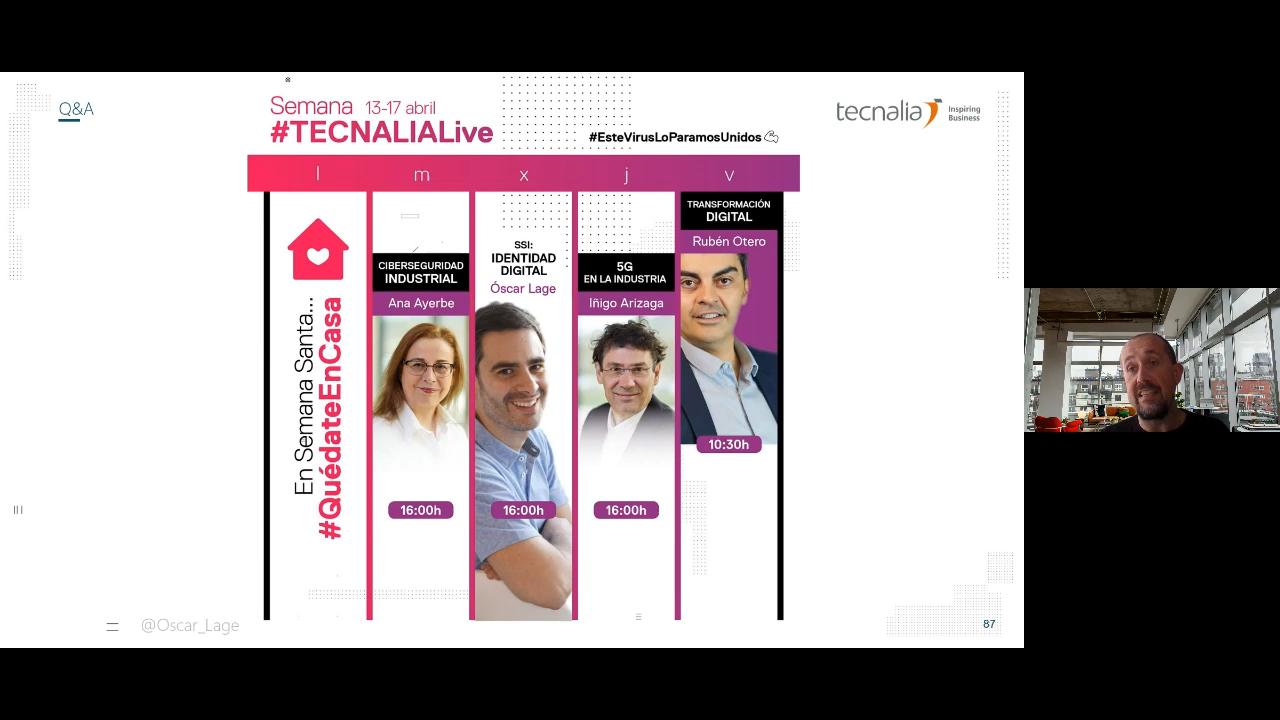 Q&A
Semana 13-17 abril
#TECNALIALive
#EsteVirusLoParamosUnidos
tecnalia Inspiring Business
l m x j v
En Semana Santa...
#QuédateEnCasa
CIBERSEGURIDAD
INDUSTRIAL
Ana Ayerbe
16:00h
SSI:
IDENTIDAD
DIGITAL
Óscar Lage
16:00h
5G
EN LA INDUSTRIA
Iñigo Arizaga
16:00h
TRANSFORMACIÓN
DIGITAL
Rubén Otero
10:30h
@Oscar_Lage
87